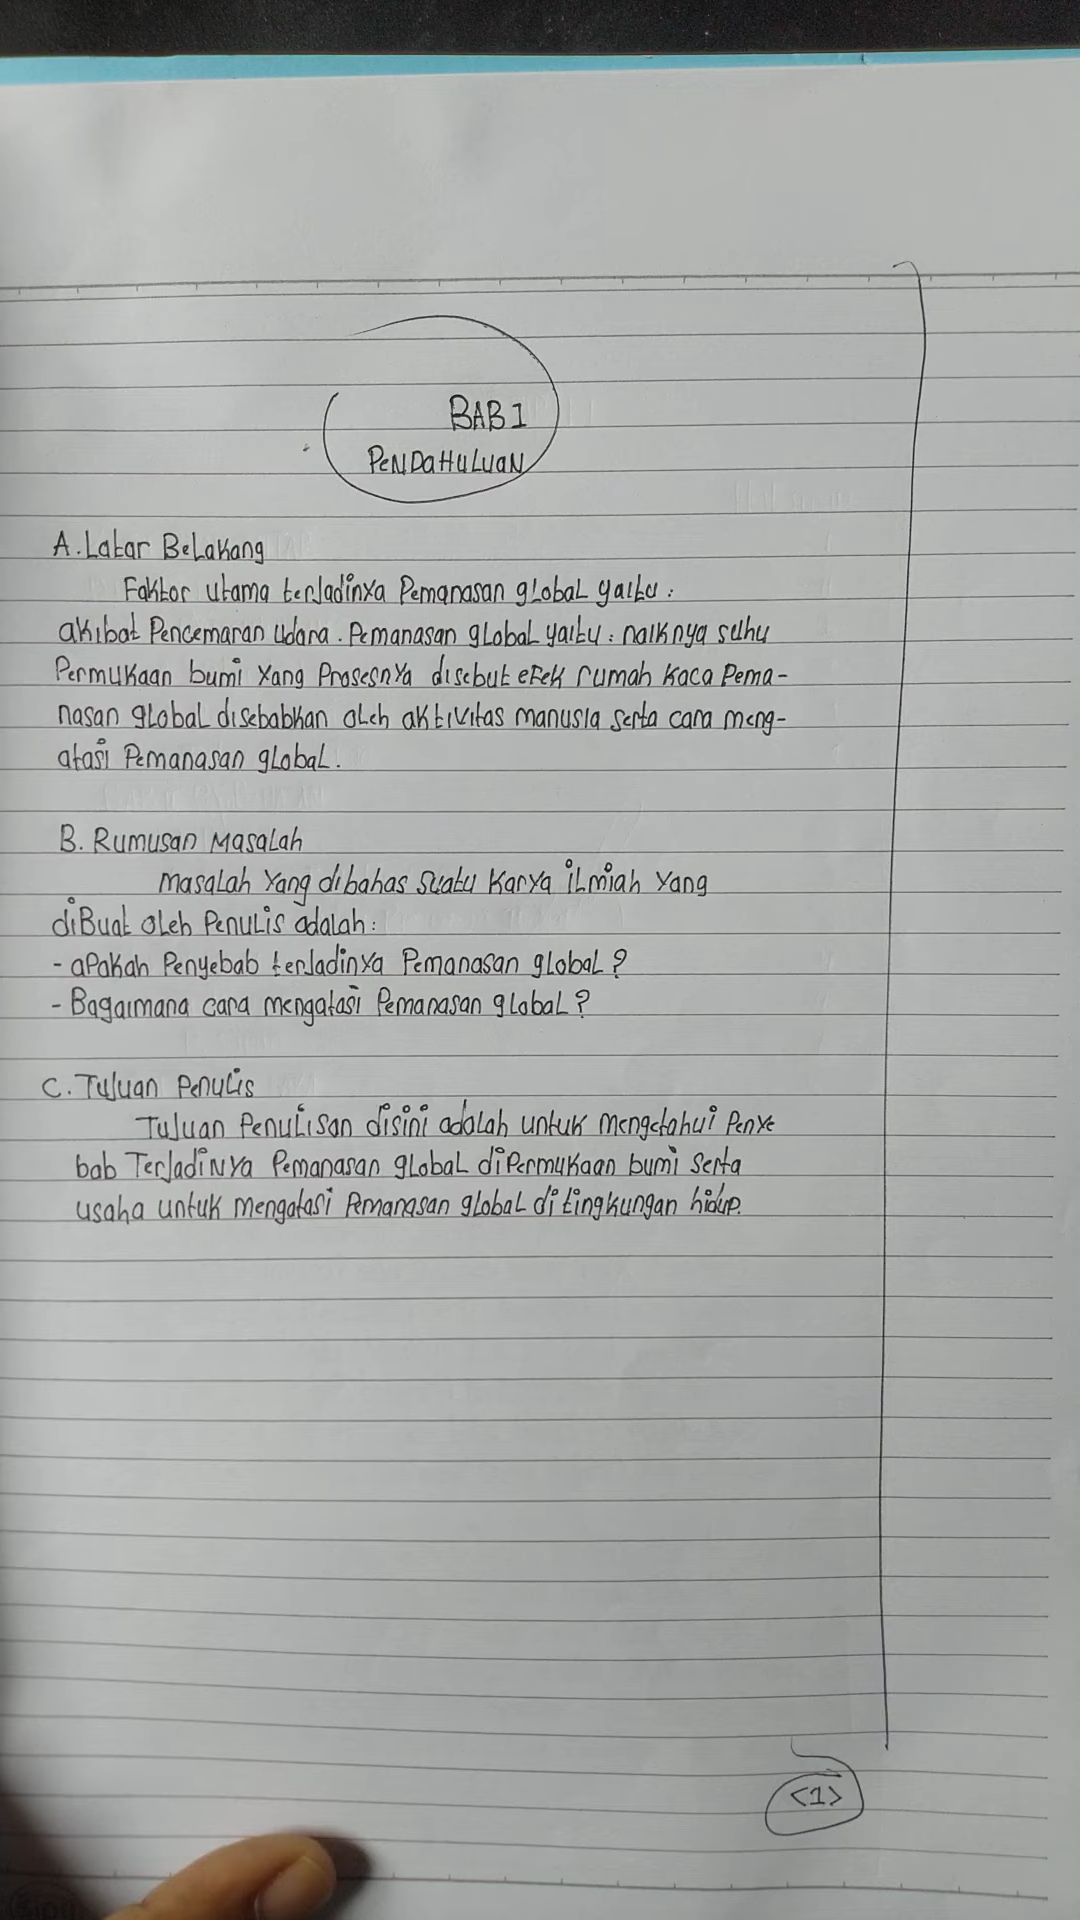 BAB 1
PENDAHULUAN
A. Latar Belakang
Faktor utama terjadinya Pemanasan global yaitu :
akibat Pencemaran udara. Pemanasan global yaitu : naiknya suhu
Permukaan bumi yang Prosesnya disebut efek rumah kaca Pema-
nasan global disebabkan oleh aktivitas manusia serta cara meng-
atasi Pemanasan global.
B. Rumusan Masalah
Masalah yang dibahas suatu karya ilmiah yang
diBuat oleh Penulis adalah :
- apakah Penyebab terjadinya Pemanasan global ?
- Bagaimana cara mengatasi Pemanasan global ?
C. Tujuan Penulis
Tujuan Penulisan disini adalah untuk mengetahui Penye
bab Terjadinya Pemanasan global diPermukaan bumi serta
usaha untuk mengatasi Pemanasan global di lingkungan hidup.
<1>